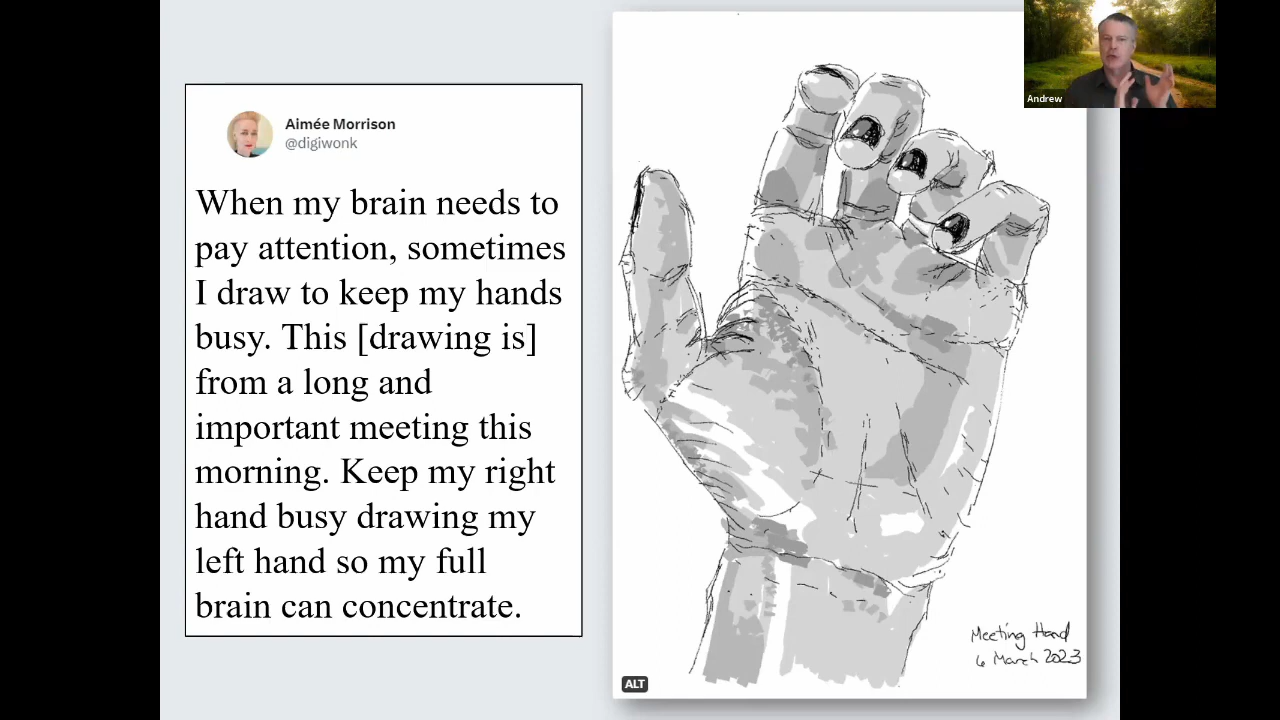 Aimée Morrison
@digiwonk
When my brain needs to
pay attention, sometimes
I draw to keep my hands
busy. This [drawing is]
from a long and
important meeting this
morning. Keep my right
hand busy drawing my
left hand so my full
brain can concentrate.
Andrew
Meeting Hand
6 March 2023
ALT